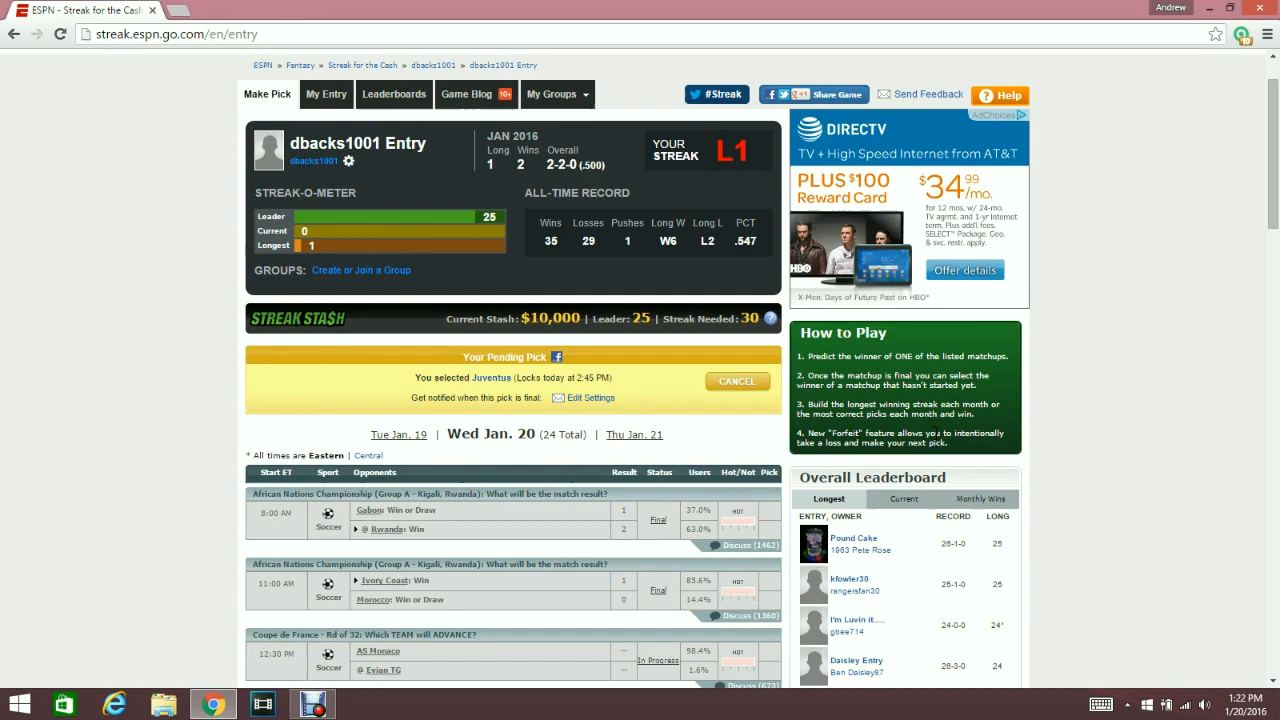 ESPN - Streak for the Cash
Andrew
streak.espn.go.com/en/entry
ESPN » Fantasy » Streak for the Cash » dbacks1001 » dbacks1001 Entry
Make Pick My Entry Leaderboards Game Blog 10+ My Groups
#Streak Share Game Send Feedback ? Help
dbacks1001 Entry
dbacks1001
JAN 2016
Long Wins Overall
1 2 2-2-0 (.500)
YOUR STREAK L1
STREAK-O-METER
Leader 25
Current 0
Longest 1
GROUPS: Create or Join a Group
ALL-TIME RECORD
Wins Losses Pushes Long W Long L PCT
35 29 1 W6 L2 .547
STREAK STA$H Current Stash: $10,000 | Leader: 25 | Streak Needed: 30 ?
Your Pending Pick
You selected Juventus (Locks today at 2:45 PM)
CANCEL
Get notified when this pick is final: Edit Settings
Tue Jan. 19 | Wed Jan. 20 (24 Total) | Thu Jan. 21
* All times are Eastern | Central
Start ET Sport Opponents Result Status Users Hot/Not Pick
African Nations Championship (Group A - Kigali, Rwanda): What will be the match result?
8:00 AM Soccer Gabon: Win or Draw 1 Final 37.0% HOT
@ Rwanda: Win 2 63.0%
Discuss (1462)
African Nations Championship (Group A - Kigali, Rwanda): What will be the match result?
11:00 AM Soccer Ivory Coast: Win 1 Final 85.6% HOT
Morocco: Win or Draw 0 14.4%
Discuss (1360)
Coupe de France - Rd of 32: Which TEAM will ADVANCE?
12:30 PM Soccer AS Monaco -- In Progress 98.4% HOT
@ Evian TG -- 1.6%
Discuss (673)
AdChoices
DIRECTV
TV + High Speed Internet from AT&T
PLUS $100
Reward Card
$34.99/mo.
for 12 mos. w/ 24-mo.
TV agrmt. and 1-yr Internet
term. Plus add'l fees.
SELECT™ Package. Geo.
& svc. restr. apply.
HBO
Offer details
X-Men: Days of Future Past on HBO®
How to Play
1. Predict the winner of ONE of the listed matchups.
2. Once the matchup is final you can select the
winner of a matchup that hasn't started yet.
3. Build the longest winning streak each month or
the most correct picks each month and win.
4. New "Forfeit" feature allows you to intentionally
take a loss and make your next pick.
Overall Leaderboard
Longest Current Monthly Wins
ENTRY, OWNER RECORD LONG
Pound Cake
1963 Pete Rose 26-1-0 25
kfowler30
rangersfan30 25-1-0 25
I'm Luvin it.....
gbee714 24-0-0 24*
Daisley Entry
Ben Daisley87 26-3-0 24
1:22 PM
1/20/2016